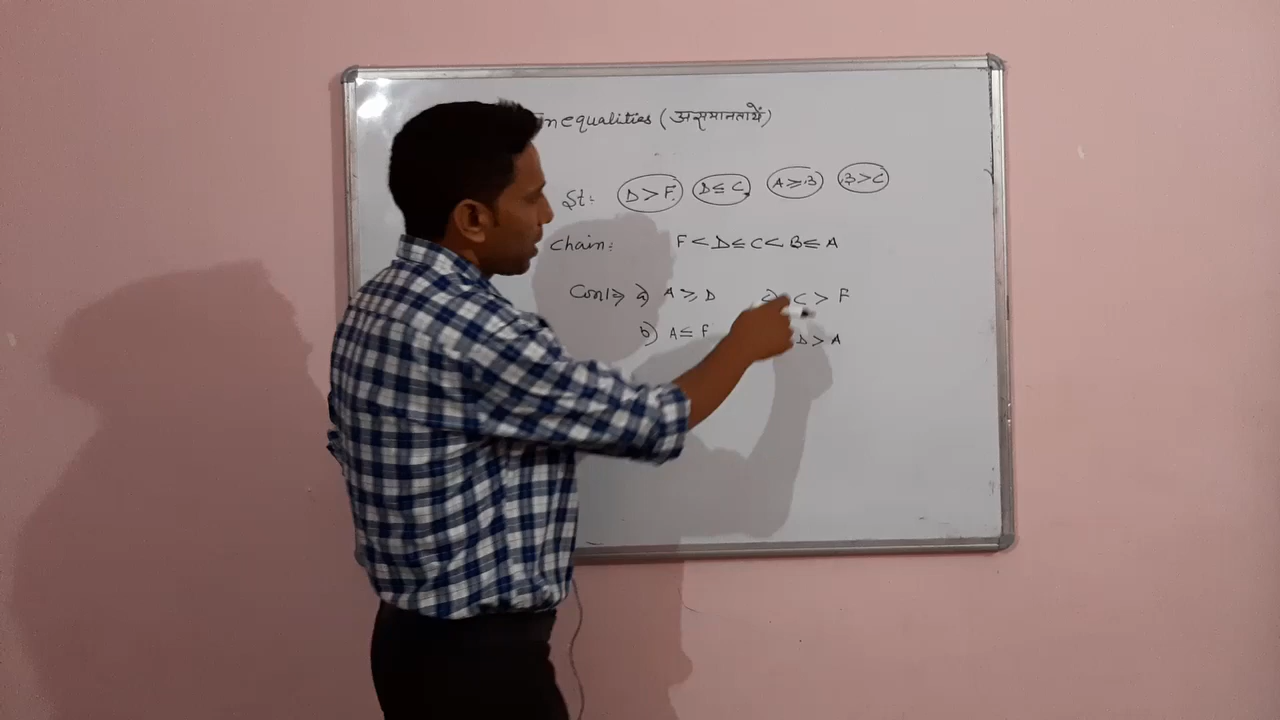 Inequalities (असमानतायें)
St: D > F. D ≤ C, A ≥ B B > C
Chain: F < D ≤ C < B ≤ A
Conl⇒ a) A ≥ D c) C > F
b) A ≤ F D > A